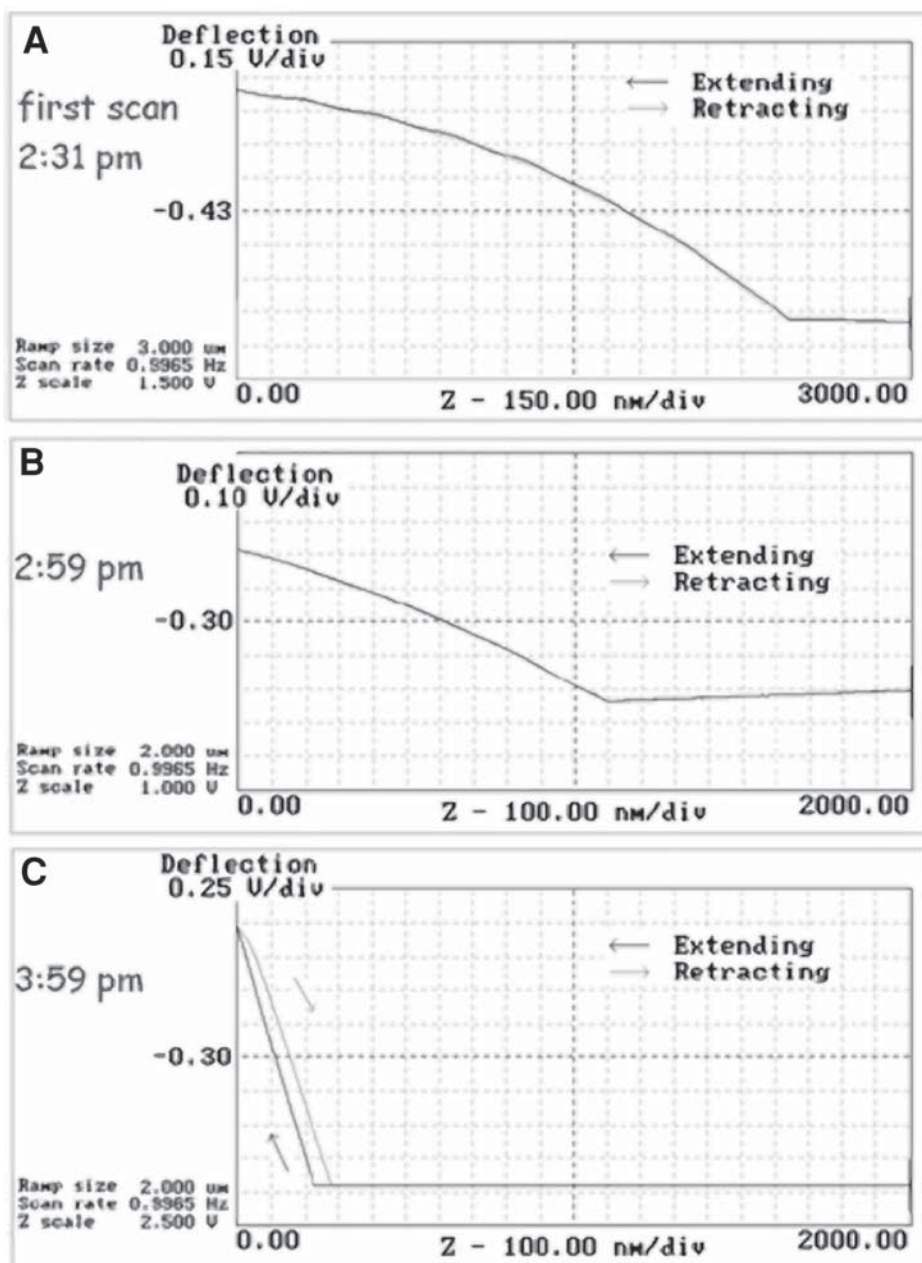 A
Deflection
0.15 V/div
first scan
2:31 pm
Extending
Retracting
-0.43
Ramp size 3.000 um
Scan rate 0.9965 Hz
Z scale 1.500 V
0.00 Z - 150.00 nm/div 3000.00
B
Deflection
0.10 V/div
2:59 pm
Extending
Retracting
-0.30
Ramp size 2.000 um
Scan rate 0.9965 Hz
Z scale 1.000 V
0.00 Z - 100.00 nm/div 2000.00
C
Deflection
0.25 V/div
3:59 pm
Extending
Retracting
-0.30
Ramp size 2.000 um
Scan rate 0.9965 Hz
Z scale 2.500 V
0.00 Z - 100.00 nm/div 2000.00